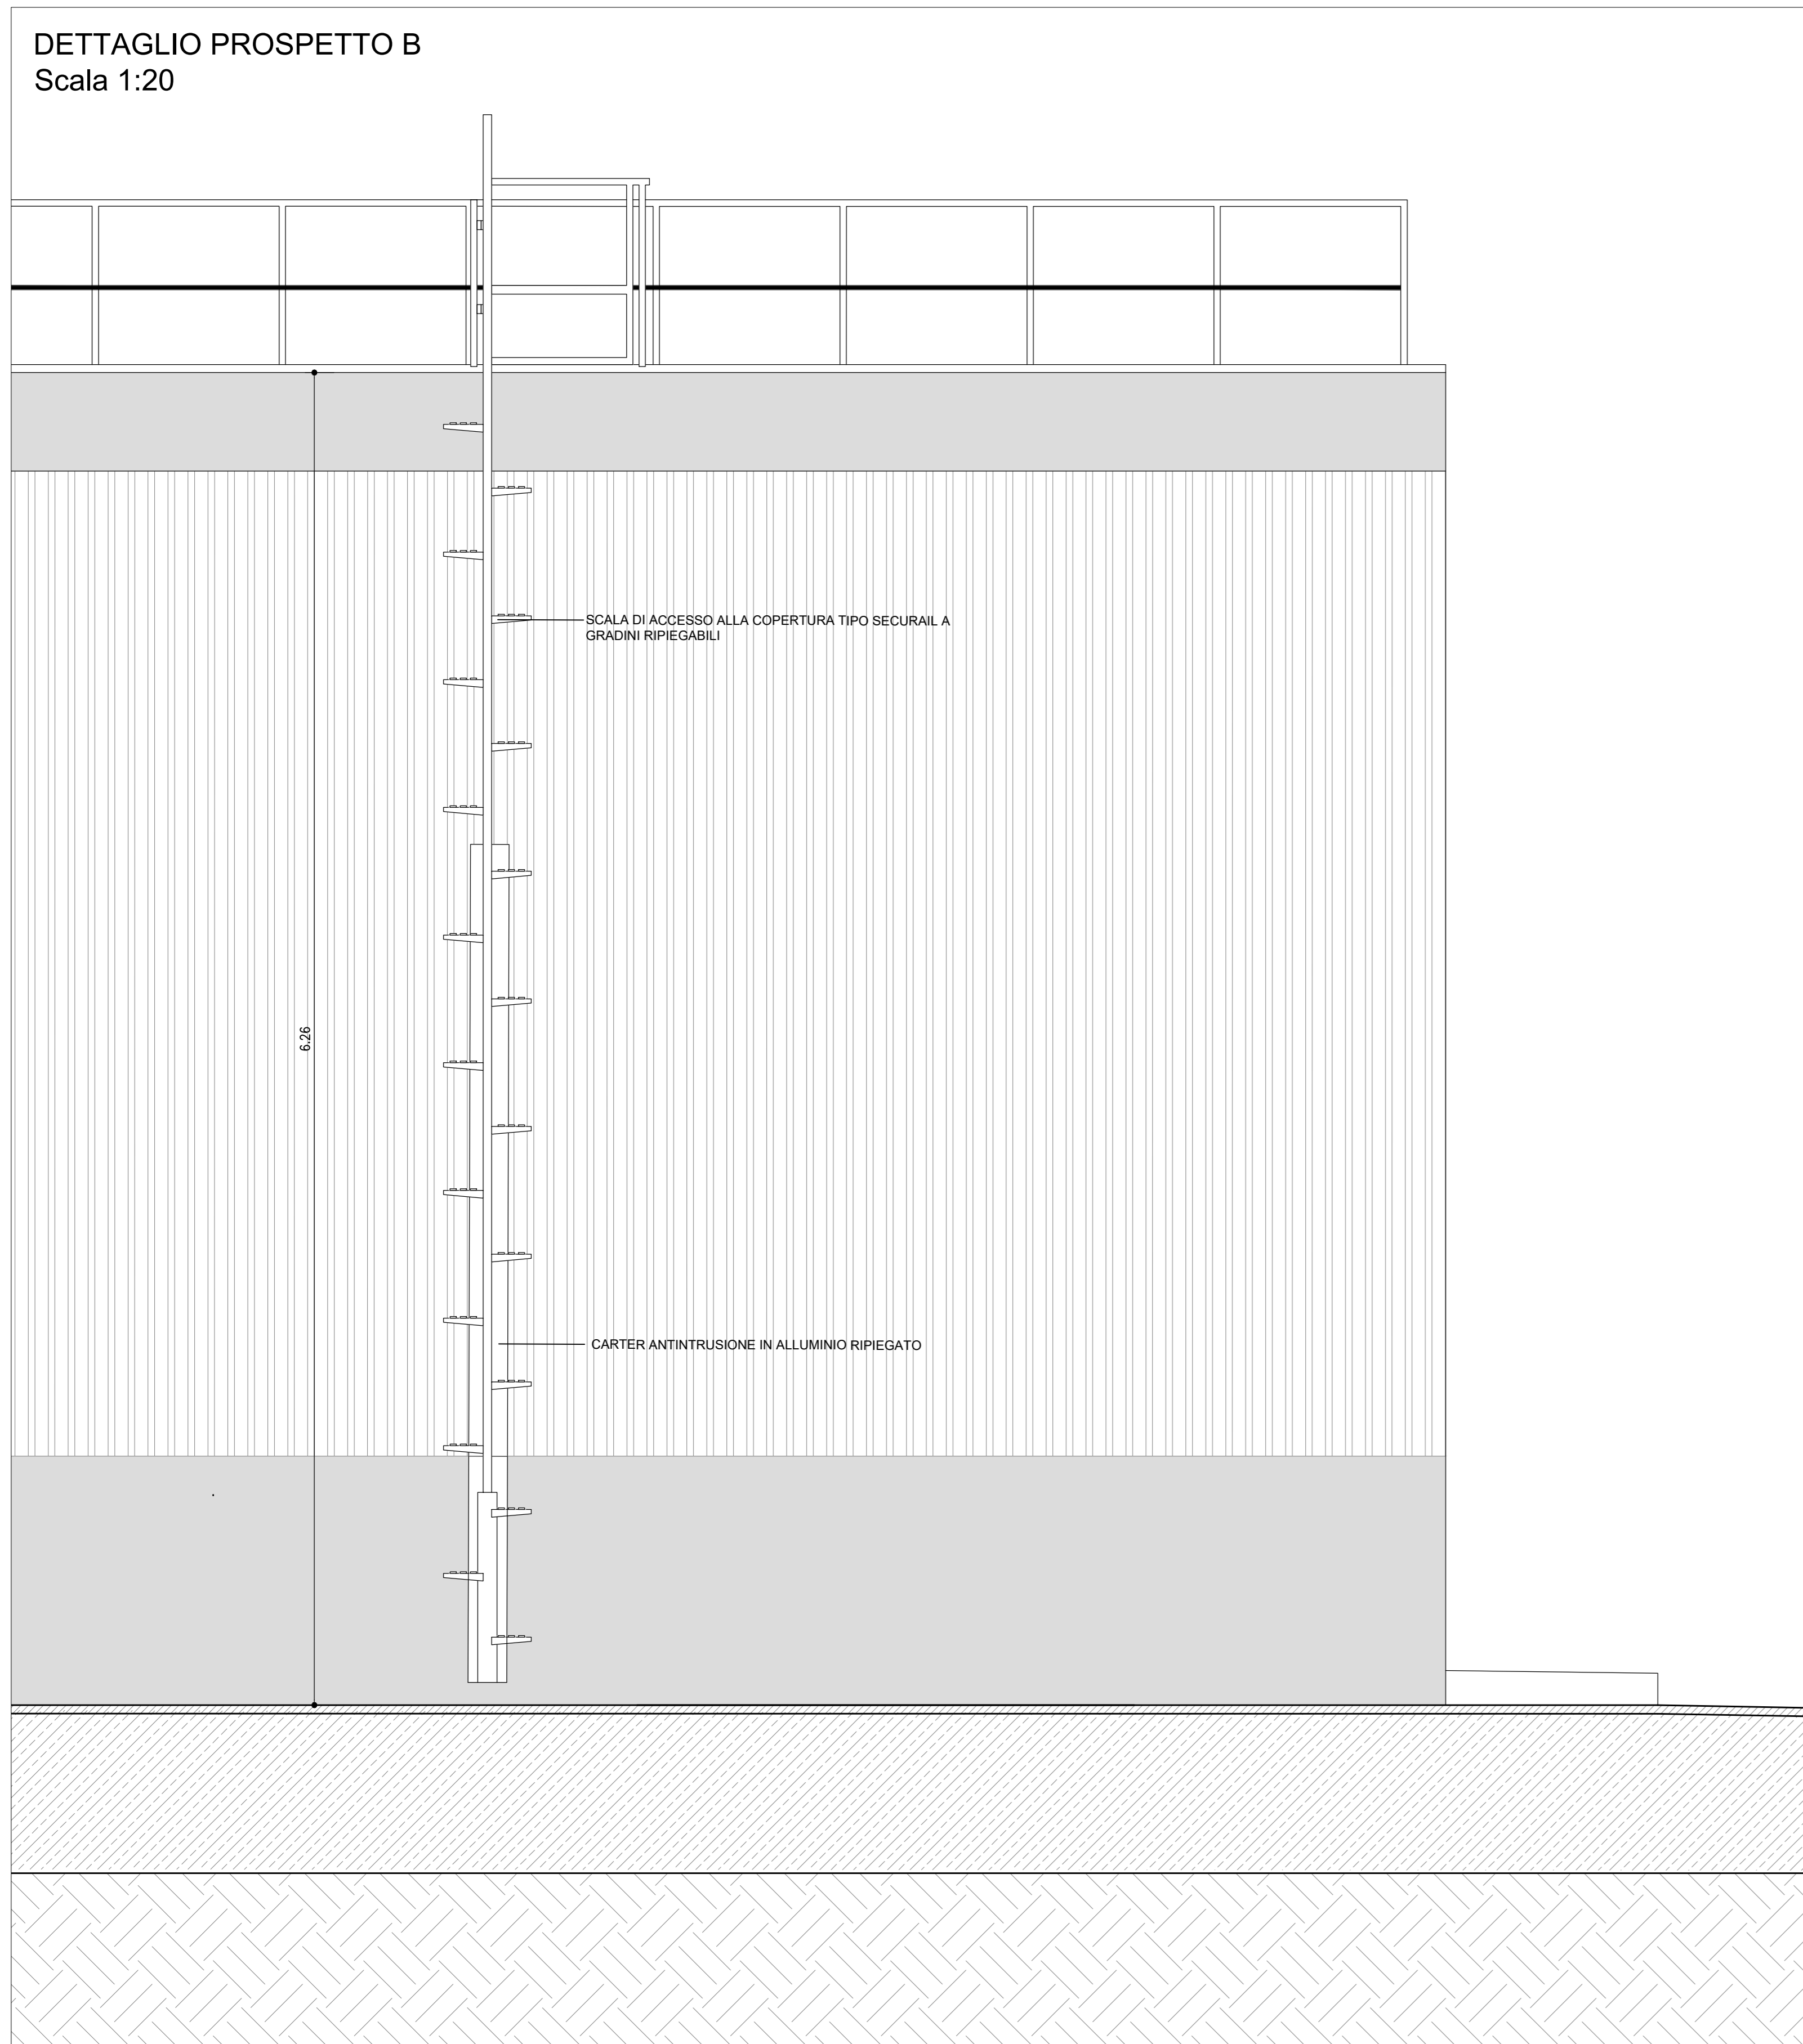 DETTAGLIO PROSPETTO B
Scala 1:20
SCALA DI ACCESSO ALLA COPERTURA TIPO SECURAIL A
GRADINI RIPIEGABILI
6.26
CARTER ANTINTRUSIONE IN ALLUMINIO RIPIEGATO